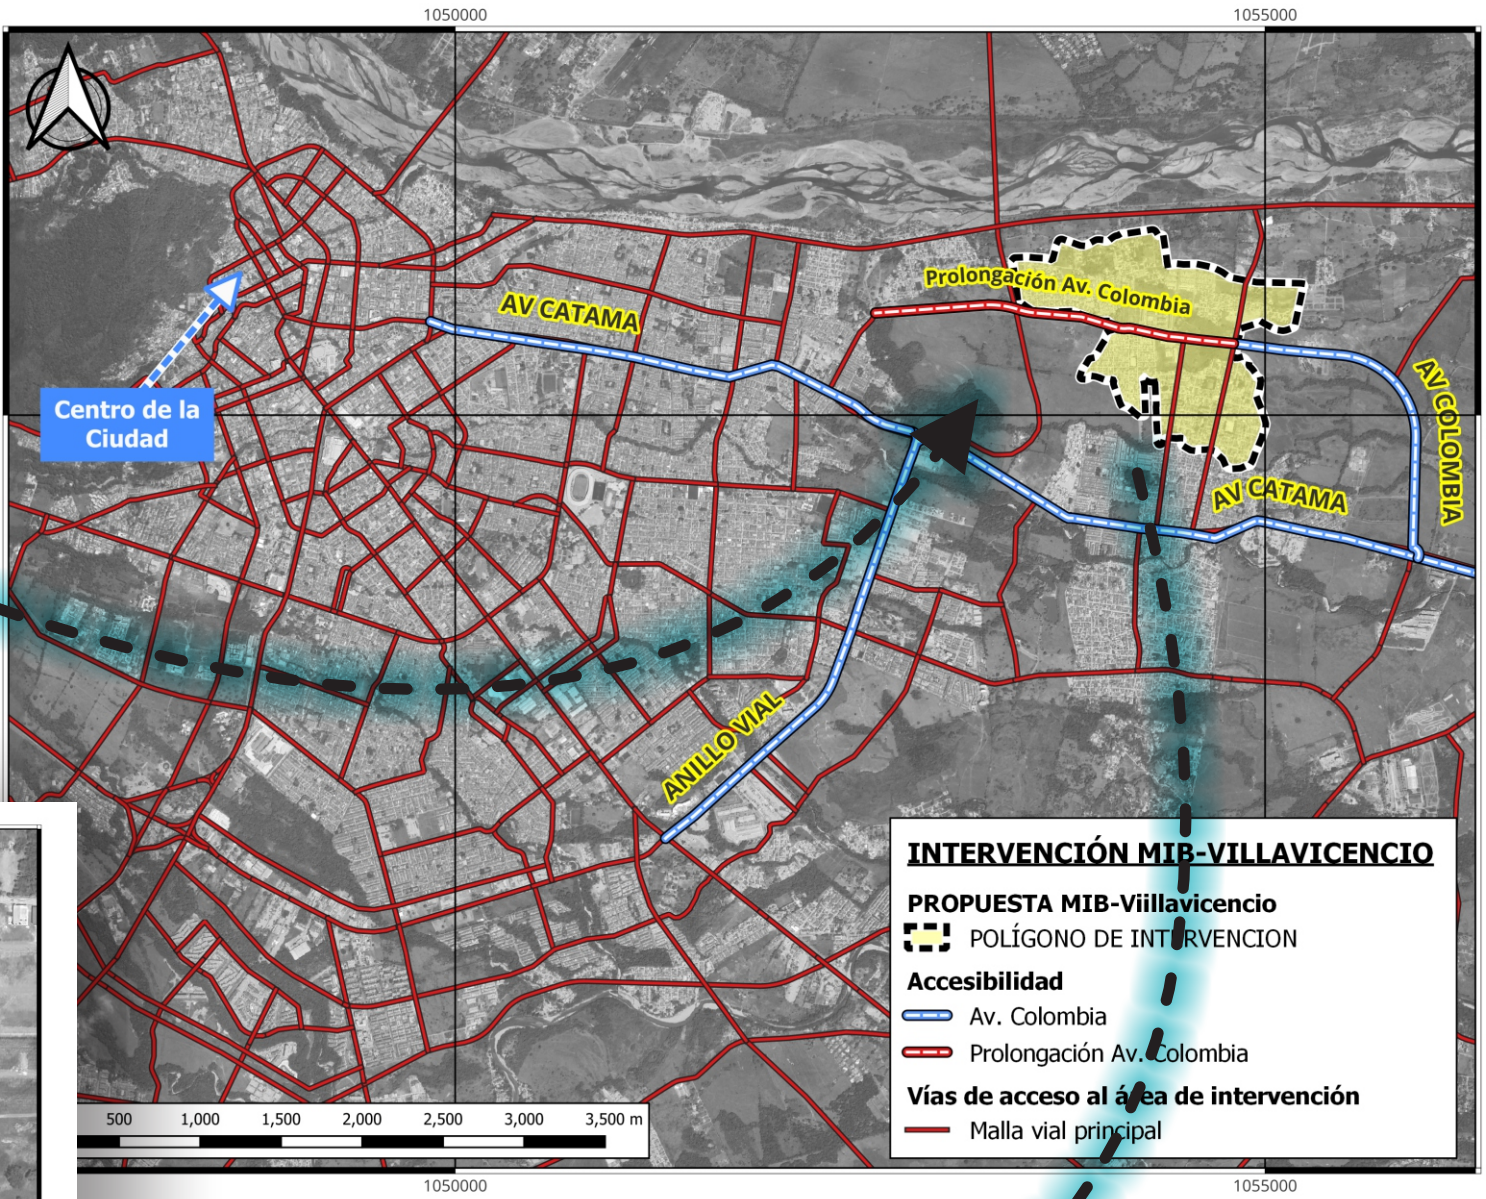 1050000
1055000
Prolongación Av. Colombia
AV CATAMA
AV COLOMBIA
Centro de la
Ciudad
AV CATAMA
ANILLO VIAL
INTERVENCIÓN MIB-VILLAVICENCIO
PROPUESTA MIB-Viillavicencio
POLÍGONO DE INTERVENCION
Accesibilidad
Av. Colombia
Prolongación Av. Colombia
Vías de acceso al área de intervención
Malla vial principal
500 1,000 1,500 2,000 2,500 3,000 3,500 m
1050000
1055000